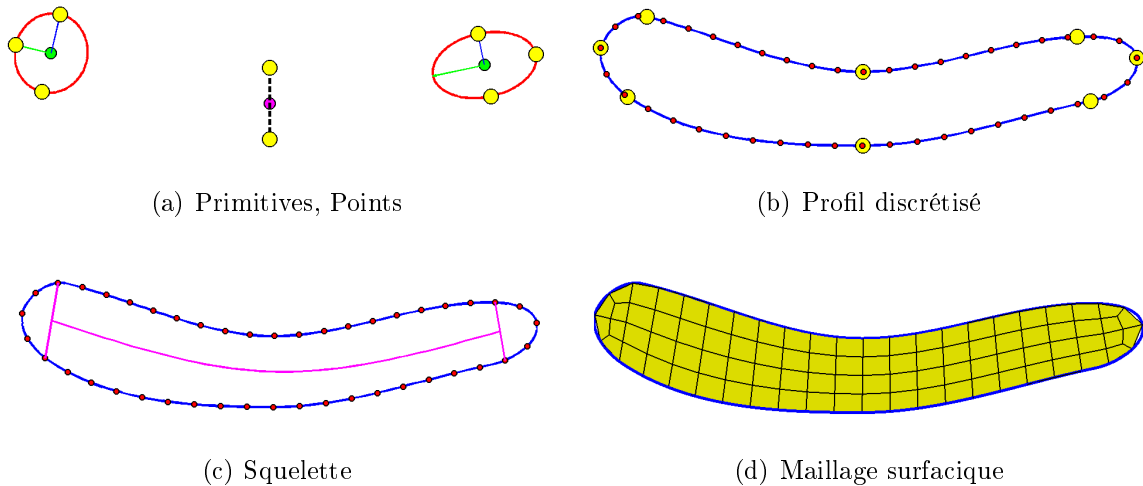 (a) Primitives, Points
(b) Profil discrétisé
(c) Squelette
(d) Maillage surfacique